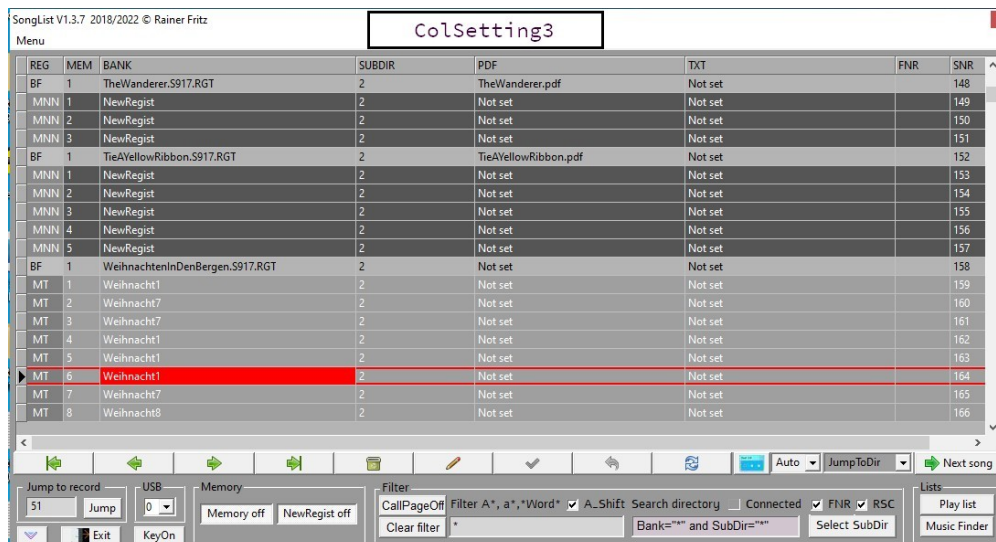 SongList V1.3.7 2018/2022 © Rainer Fritz
ColSetting3
Menu
REG MEM BANK SUBDIR PDF TXT FNR SNR
BF 1 TheWanderer.S917.RGT 2 TheWanderer.pdf Not set 148
MNN 1 NewRegist 2 Not set Not set 149
MNN 2 NewRegist 2 Not set Not set 150
MNN 3 NewRegist 2 Not set Not set 151
BF 1 TieAYellowRibbon.S917.RGT 2 TieAYellowRibbon.pdf Not set 152
MNN 1 NewRegist 2 Not set Not set 153
MNN 2 NewRegist 2 Not set Not set 154
MNN 3 NewRegist 2 Not set Not set 155
MNN 4 NewRegist 2 Not set Not set 156
MNN 5 NewRegist 2 Not set Not set 157
BF 1 WeihnachtenInDenBergen.S917.RGT 2 Not set Not set 158
MT 1 Weihnacht1 2 Not set Not set 159
MT 2 Weihnacht7 2 Not set Not set 160
MT 3 Weihnacht7 2 Not set Not set 161
MT 4 Weihnacht1 2 Not set Not set 162
MT 5 Weihnacht1 2 Not set Not set 163
MT 6 Weihnacht1 2 Not set Not set 164
MT 7 Weihnacht7 2 Not set Not set 165
MT 8 Weihnacht8 2 Not set Not set 166
Auto JumpToDir Next song
Jump to record USB Memory Filter Lists
51 Jump 0 Memory off NewRegist off CallPageOff Filter A*, a*,*Word* A_Shift Search directory Connected FNR RSC Play list
Exit KeyOn Clear filter * Bank="*" and SubDir="*" Select SubDir Music Finder